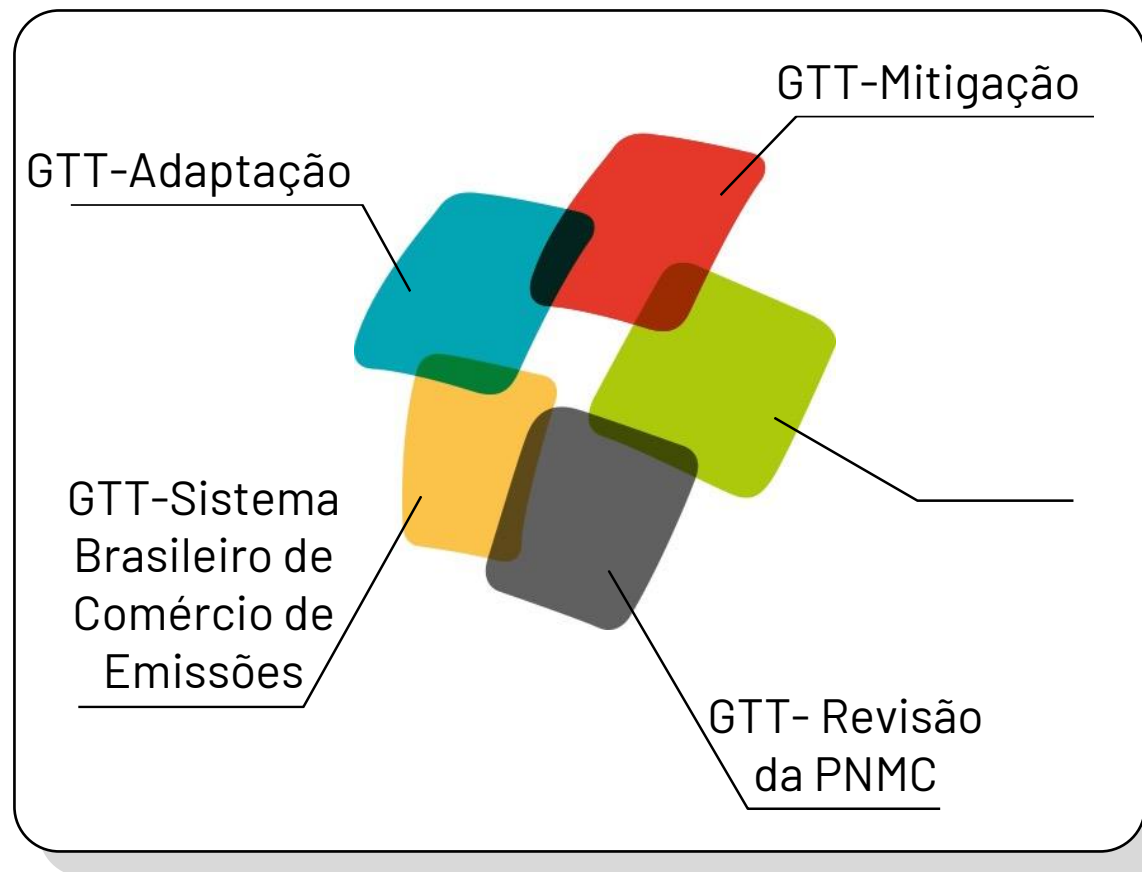 GTT-Mitigação
GTT-Adaptação
GTT-Sistema
Brasileiro de
Comércio de
Emissões
GTT- Revisão
da PNMC